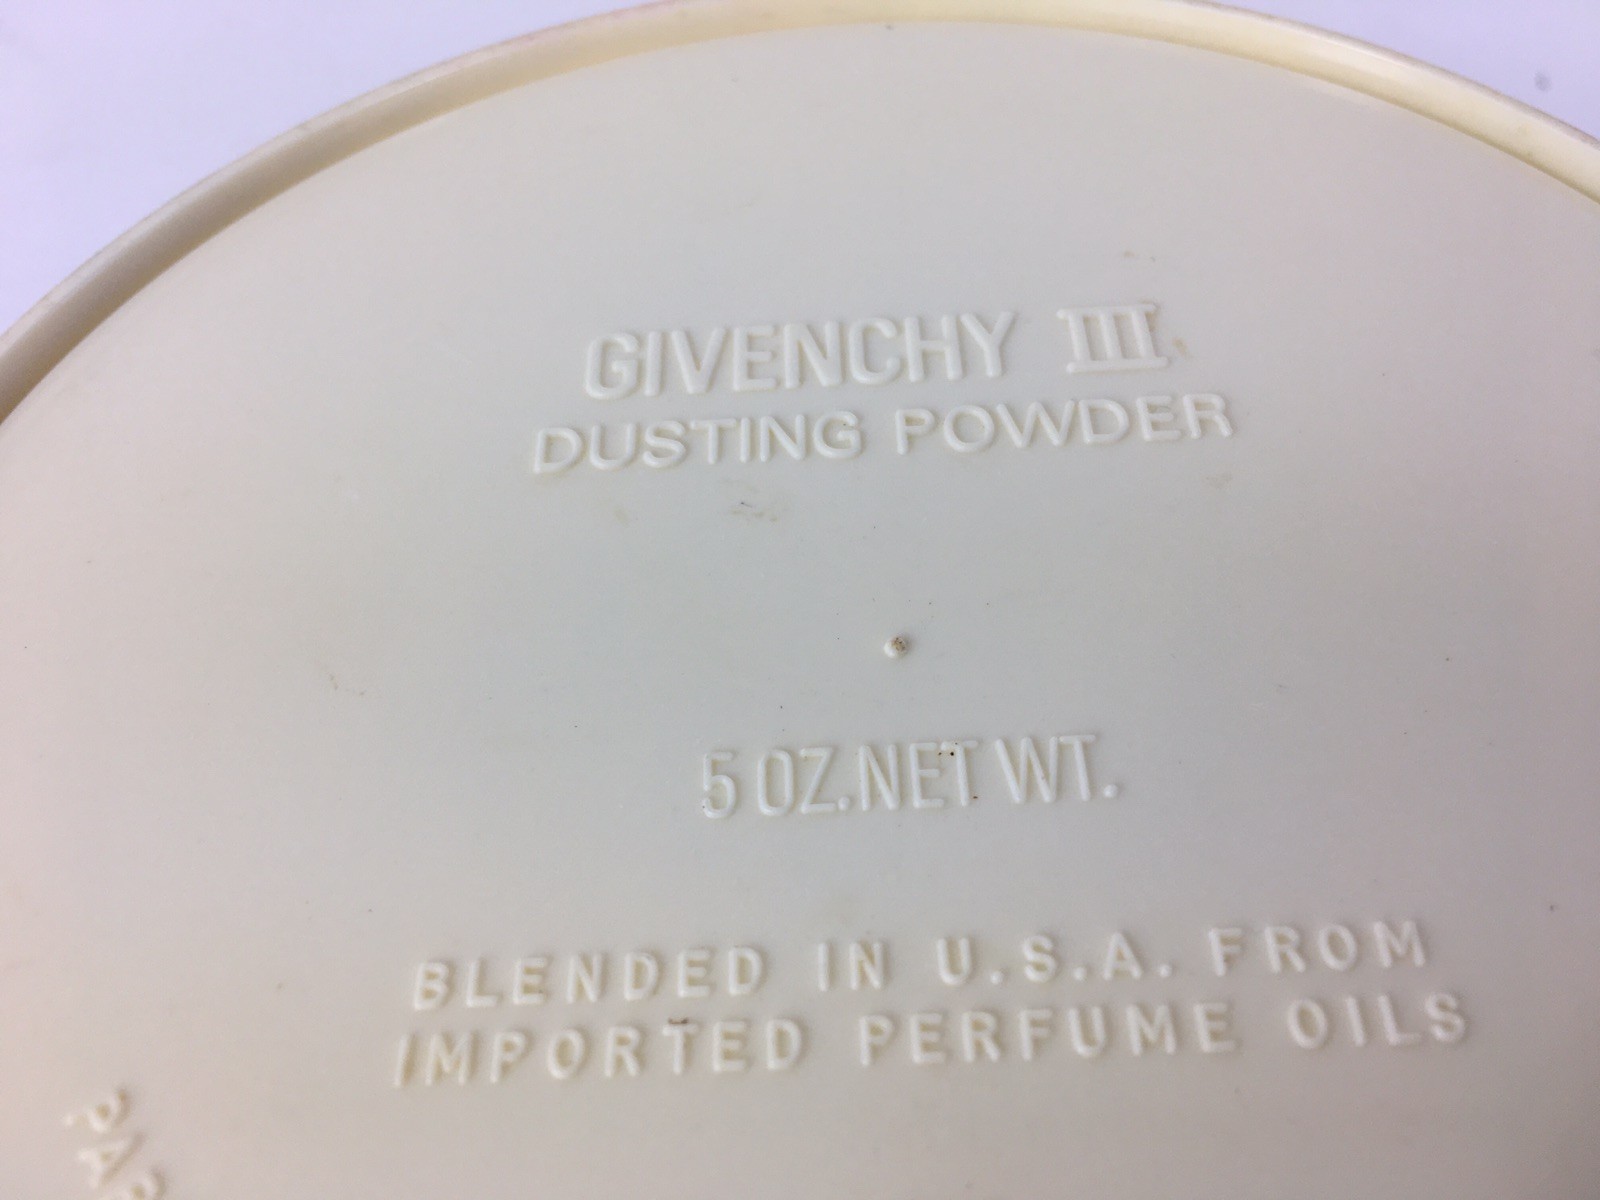 GIVENCHY III
DUSTING POWDER
5 OZ. NET WT.
BLENDED IN U.S.A. FROM
IMPORTED PERFUME OILS